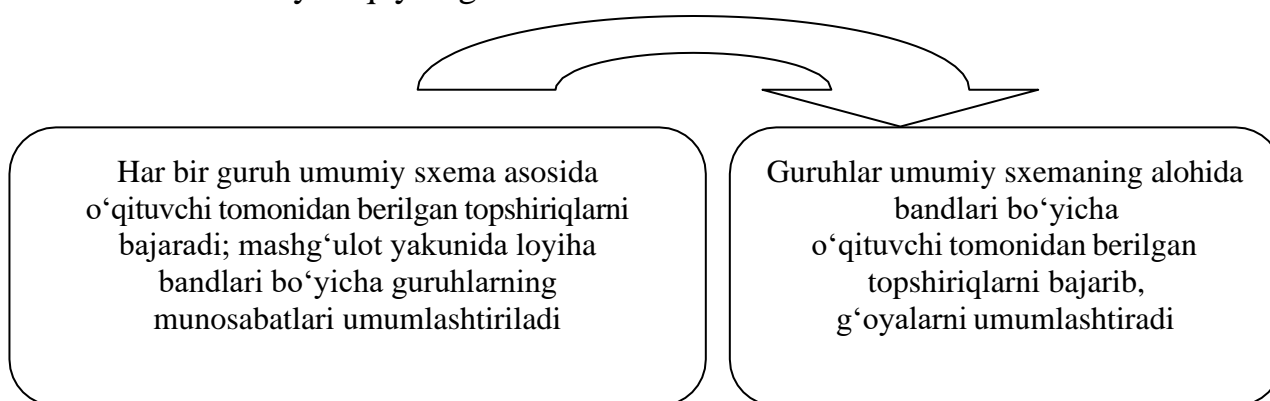 Har bir guruh umumiy sxema asosida
o‘qituvchi tomonidan berilgan topshiriqlarni
bajaradi; mashg‘ulot yakunida loyiha
bandlari bo‘yicha guruhlarning
munosabatlari umumlashtiriladi
Guruhlar umumiy sxemaning alohida
bandlari bo‘yicha
o‘qituvchi tomonidan berilgan
topshiriqlarni bajarib,
g‘oyalarni umumlashtiradi